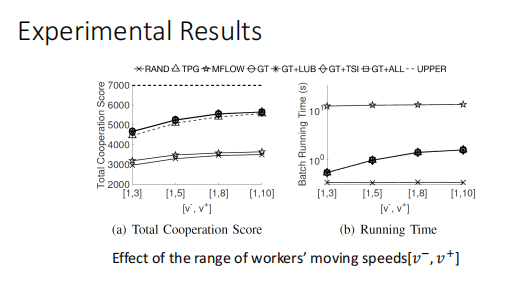 Experimental Results
RAND TPG MFLOW GT GT+LUB GT+TSI GT+ALL UPPER
Total Cooperation Score
7000
6000
5000
4000
3000
2000
[1,3] [1,5] [1,8] [1,10]
[v-, v+]
(a) Total Cooperation Score
Batch Running Time (s)
10¹
10⁰
[1,3] [1,5] [1,8] [1,10]
[v-, v+]
(b) Running Time
Effect of the range of workers' moving speeds[𝑣⁻, 𝑣⁺]